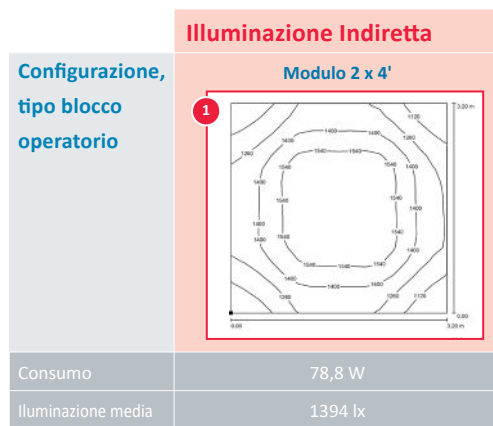 Illuminazione Indiretta
Configurazione,
tipo blocco
operatorio
Modulo 2 x 4'
1
3,20 m
1120
1400
1400
1260
1260
1540
1540
1400
1400
1540
1540
1400
1400
1540
1540
1400
1400
1540
1540
1540
1400
1400
1260
1260
1120
0.00
0.00
3,20 m
Consumo
78,8 W
Iluminazione media
1394 lx